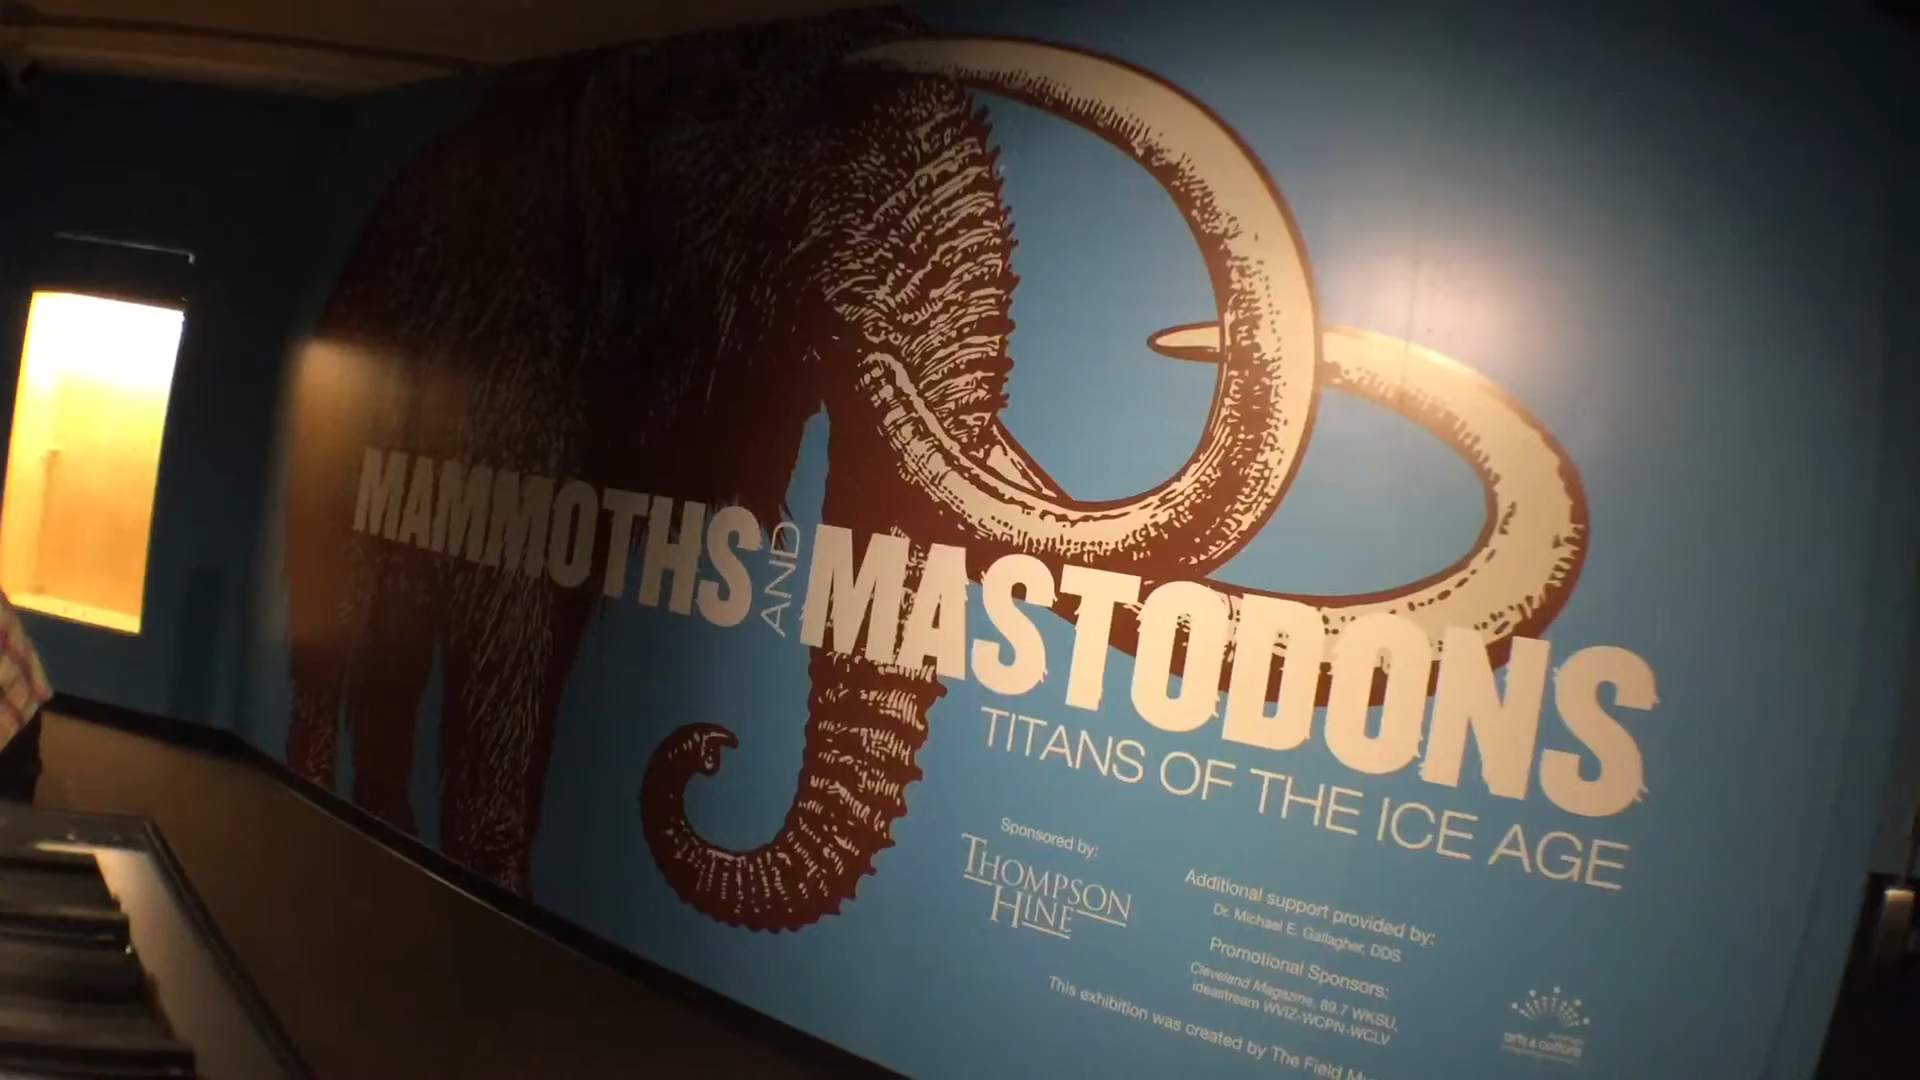 MAMMOTHS AND MASTODONS
TITANS OF THE ICE AGE
Sponsored by:
THOMPSON
HINE
Additional support provided by:
Dr. Michael E. Gallagher, DDS
Promotional Sponsors:
Cleveland Magazine, 89.7 WKSU,
ideastream WVIZ-WCPN-WCLV
This exhibition was created by The Field
arts & culture